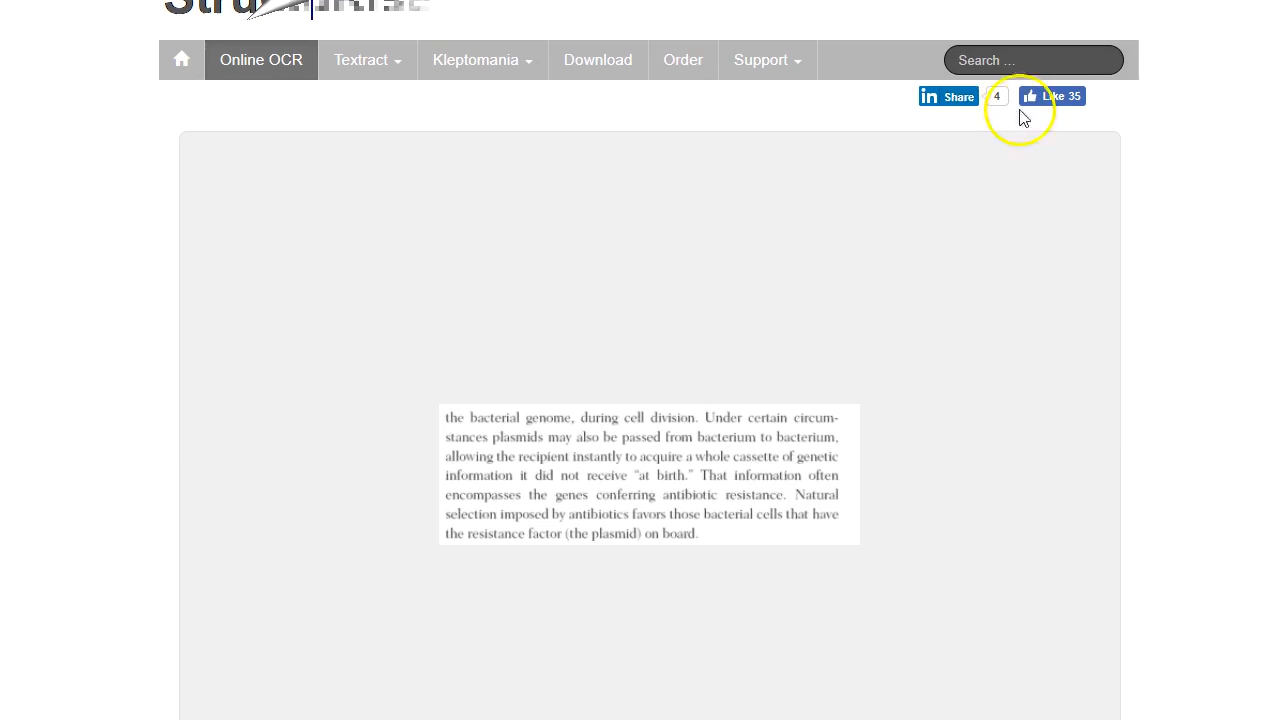 Online OCR Textract Kleptomania Download Order Support Search ...
in Share 4 Like 35
the bacterial genome, during cell division. Under certain circum-
stances plasmids may also be passed from bacterium to bacterium,
allowing the recipient instantly to acquire a whole cassette of genetic
information it did not receive “at birth.” That information often
encompasses the genes conferring antibiotic resistance. Natural
selection imposed by antibiotics favors those bacterial cells that have
the resistance factor (the plasmid) on board.